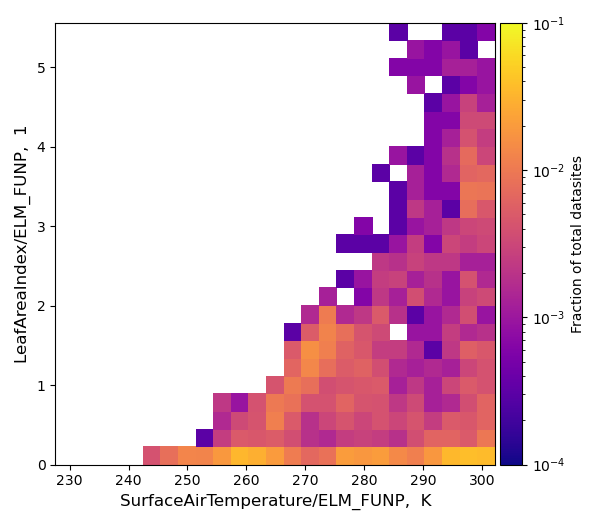 LeafAreaIndex/ELM_FUNP,  1
5
4
3
2
1
0
230 240 250 260 270 280 290 300
SurfaceAirTemperature/ELM_FUNP,  K
10^{-1}
10^{-2}
10^{-3}
10^{-4}
Fraction of total datasites